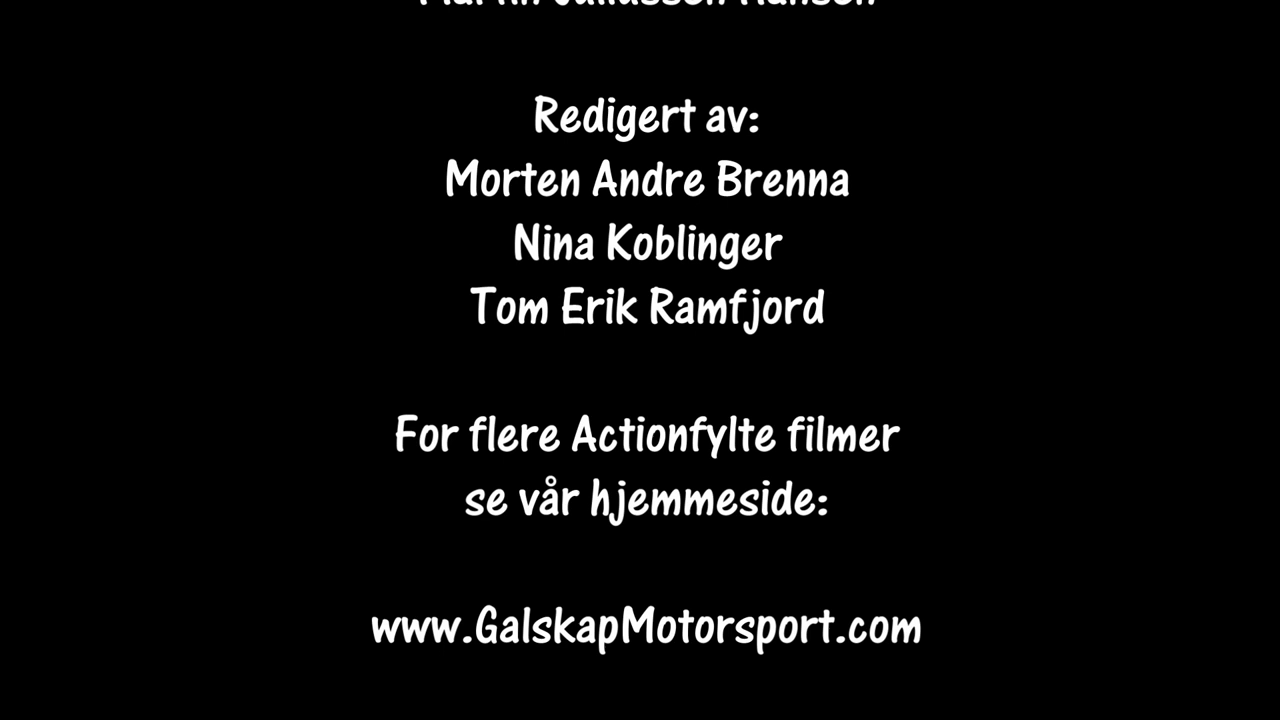 Redigert av:
Morten Andre Brenna
Nina Koblinger
Tom Erik Ramfjord
For flere Actionfylte filmer
se vår hjemmeside:
www.GalskapMotorsport.com